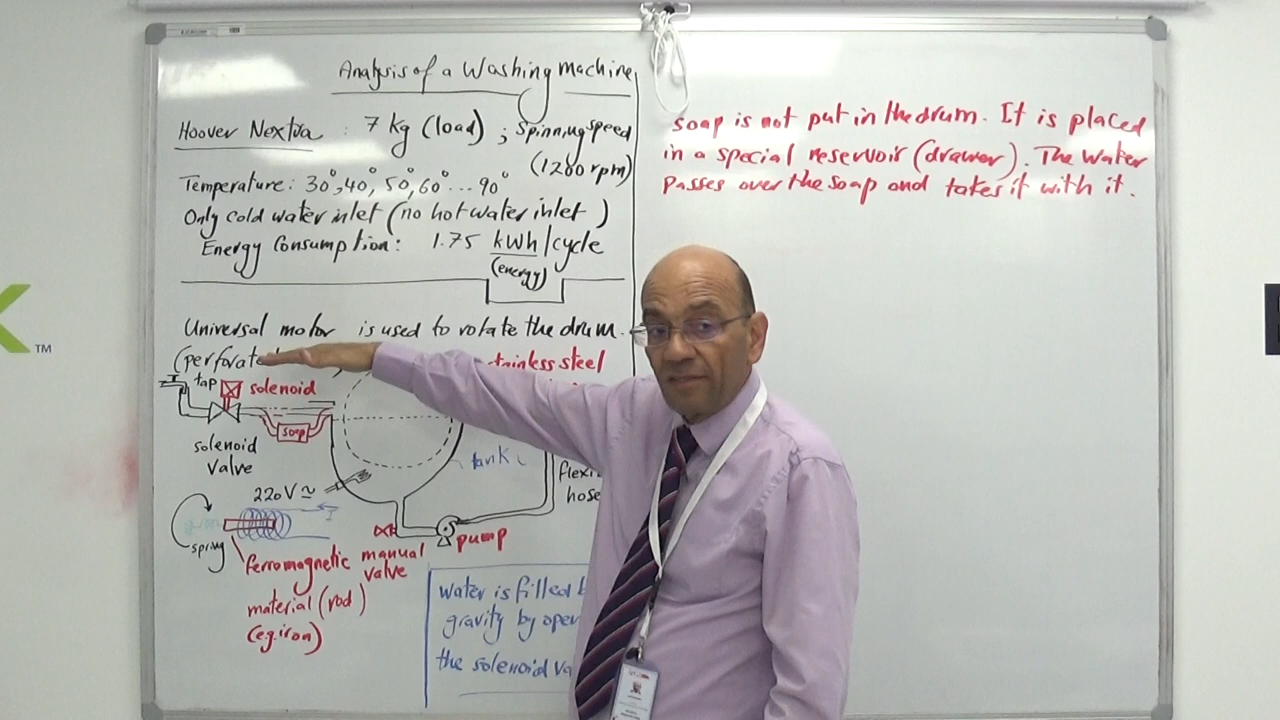 Analysis of a Washing Machine
Hoover Nextra : 7 kg (load) ; Spinning speed
(1200 rpm)
Temperature: 30°, 40°, 50°, 60° ... 90°
Only cold water inlet (no hot water inlet)
Energy Consumption: 1.75 kWh/cycle
(energy)
Universal motor is used to rotate the drum.
stainless steel
tap
solenoid
soap
solenoid
valve
tank
hose
220V ≃
I
spring
ferromagnetic
material (rod)
(e.g. iron)
manual
valve
pump
water is filled
gravity by
the solenoid
soap is not put in the drum. It is placed
in a special reservoir (drawer). The water
passes over the soap and takes it with it.
TM